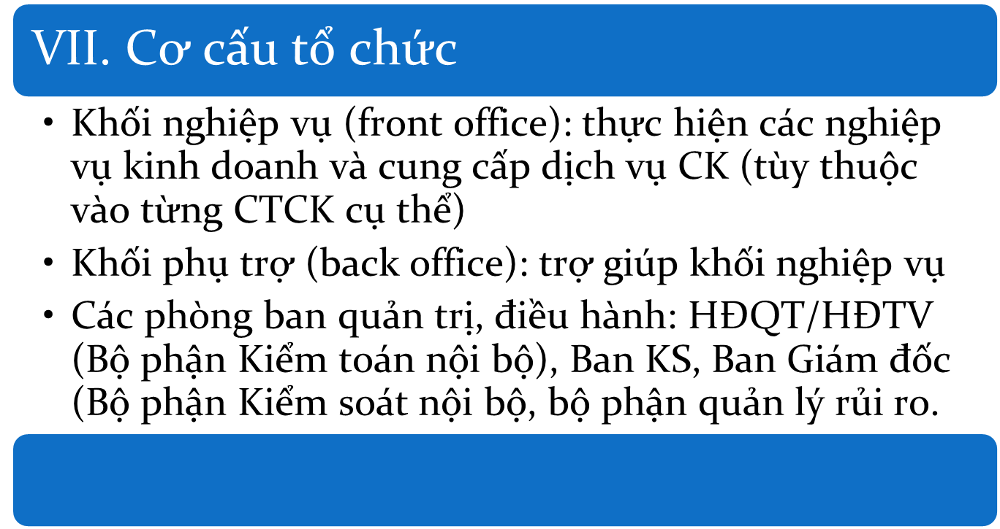 VII. Cơ cấu tổ chức
• Khối nghiệp vụ (front office): thực hiện các nghiệp
vụ kinh doanh và cung cấp dịch vụ CK (tùy thuộc
vào từng CTCK cụ thể)
• Khối phụ trợ (back office): trợ giúp khối nghiệp vụ
• Các phòng ban quản trị, điều hành: HĐQT/HĐTV
(Bộ phận Kiểm toán nội bộ), Ban KS, Ban Giám đốc
(Bộ phận Kiểm soát nội bộ, bộ phận quản lý rủi ro.